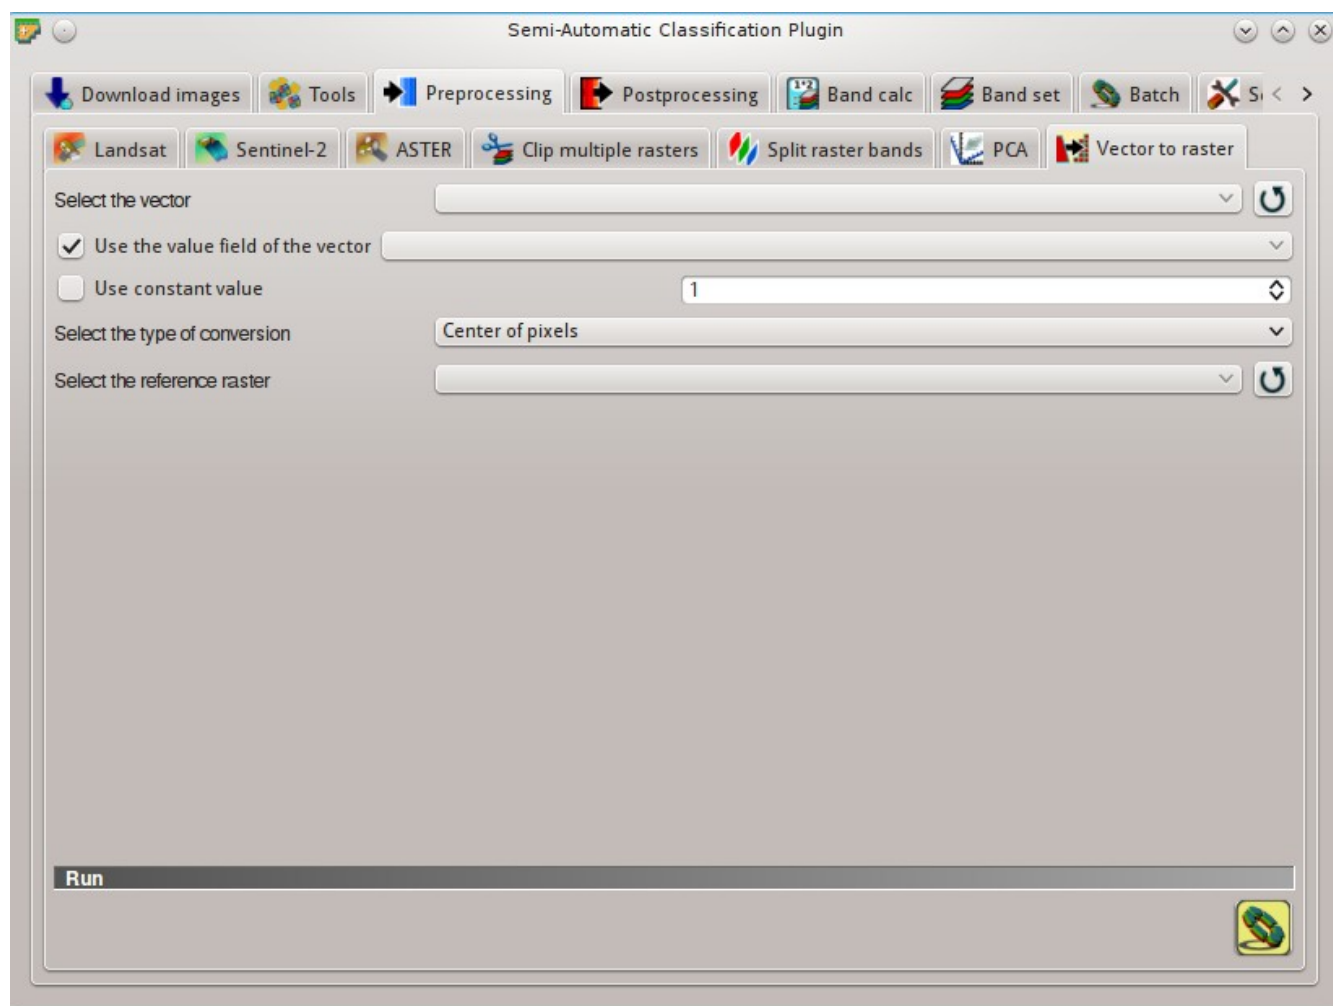 Semi-Automatic Classification Plugin
Download images Tools Preprocessing Postprocessing Band calc Band set Batch
Landsat Sentinel-2 ASTER Clip multiple rasters Split raster bands PCA Vector to raster
Select the vector
Use the value field of the vector
Use constant value 1
Select the type of conversion Center of pixels
Select the reference raster
Run